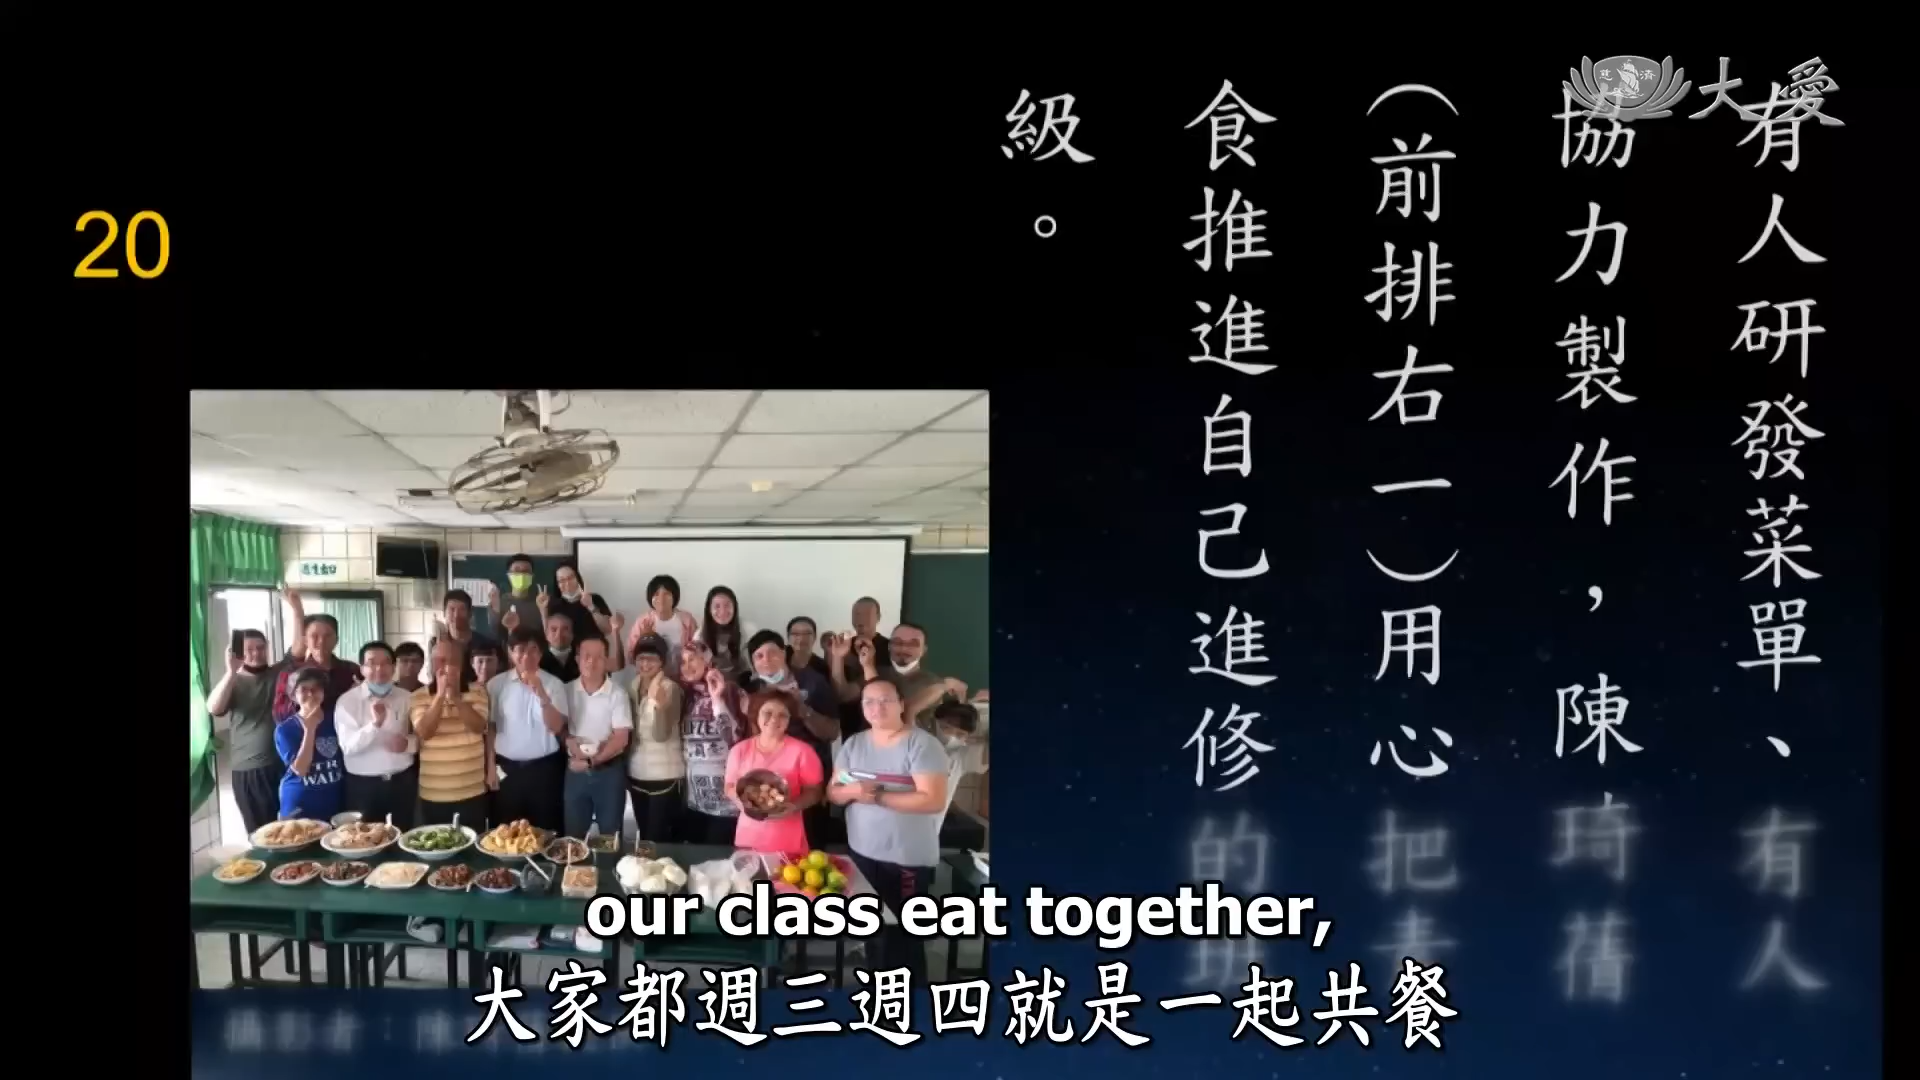 慈濟
大愛
20
有人研發菜單、有人
協力製作，陳琦蓓
（前排右一）用心把素
食推進自己進修的班
級。
our class eat together,
大家都週三週四就是一起共餐